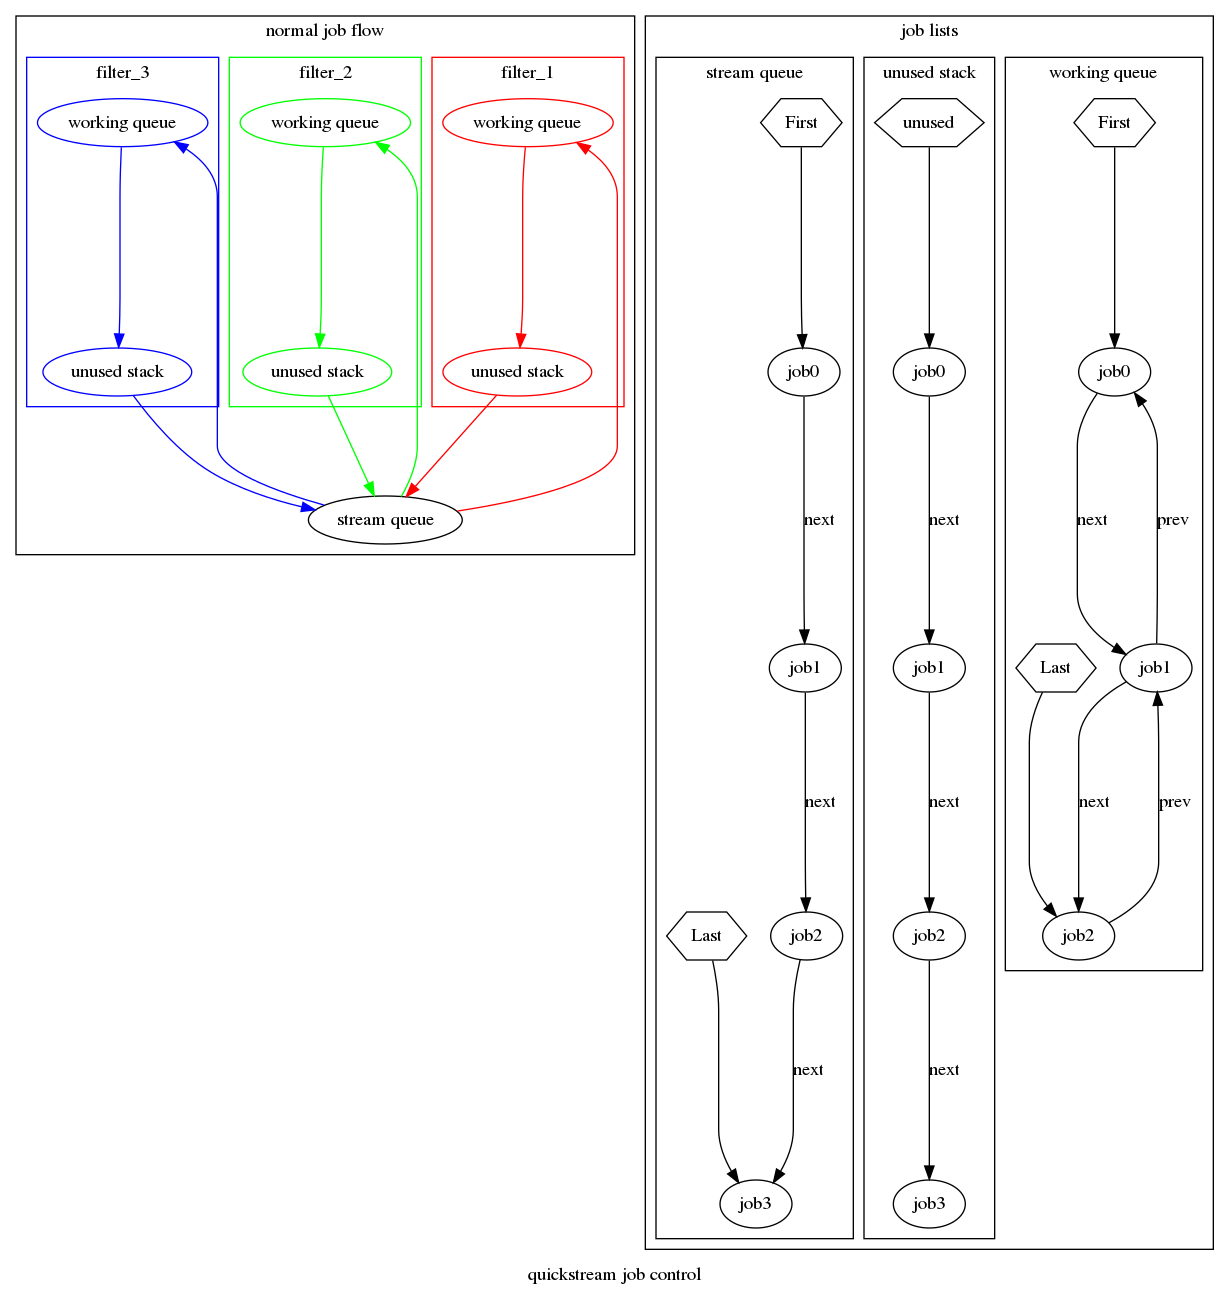 normal job flow
filter_3
filter_2
filter_1
working queue
working queue
working queue
unused stack
unused stack
unused stack
stream queue
job lists
stream queue
First
job0
next
job1
next
Last
job2
next
job3
unused stack
unused
job0
next
job1
next
job2
next
job3
working queue
First
job0
next
prev
Last
job1
next
prev
job2
quickstream job control